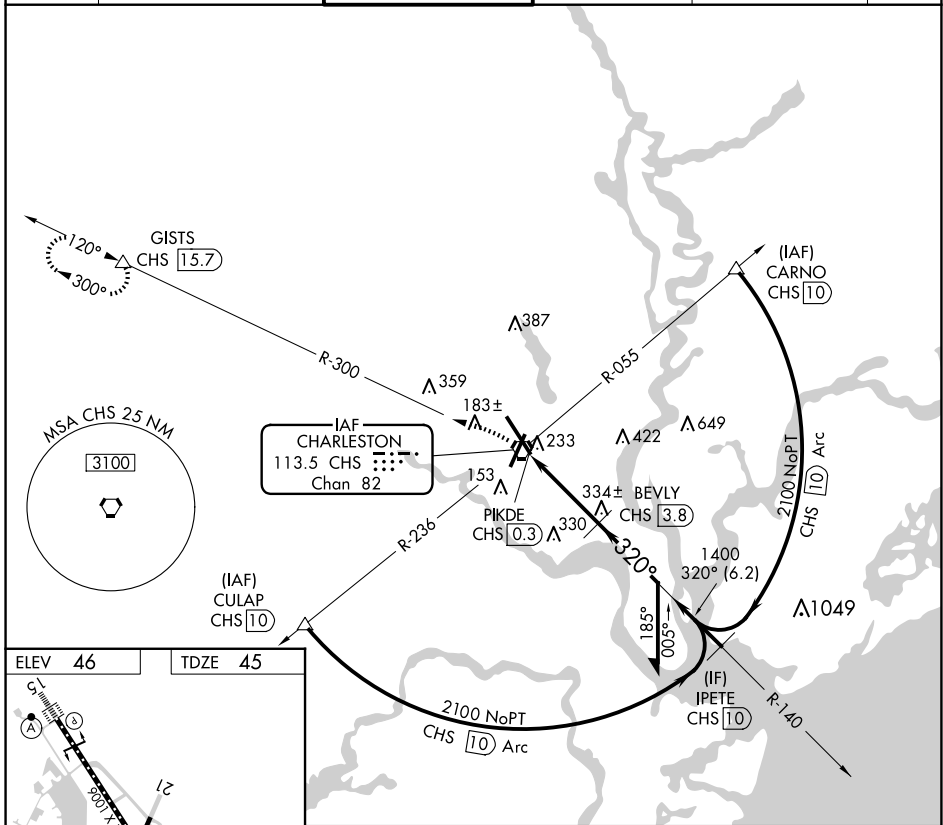 120°
300°
GISTS
CHS 15.7
R-300
(IAF)
CARNO
CHS 10
387
R-055
359
183±
MSA CHS 25 NM
3100
IAF
CHARLESTON
113.5 CHS
Chan 82
233
422
649
2100 NoPT
CHS 10 Arc
153
334± BEVLY
CHS 3.8
PIKDE
CHS 0.3
330
R-236
320°
1400
320° (6.2)
(IAF)
CULAP
CHS 10
1049
185°
005°
(IF)
IPETE
CHS 10
R-140
2100 NoPT
CHS 10 Arc
ELEV 46
TDZE 45
15
A
A
21
9001 X